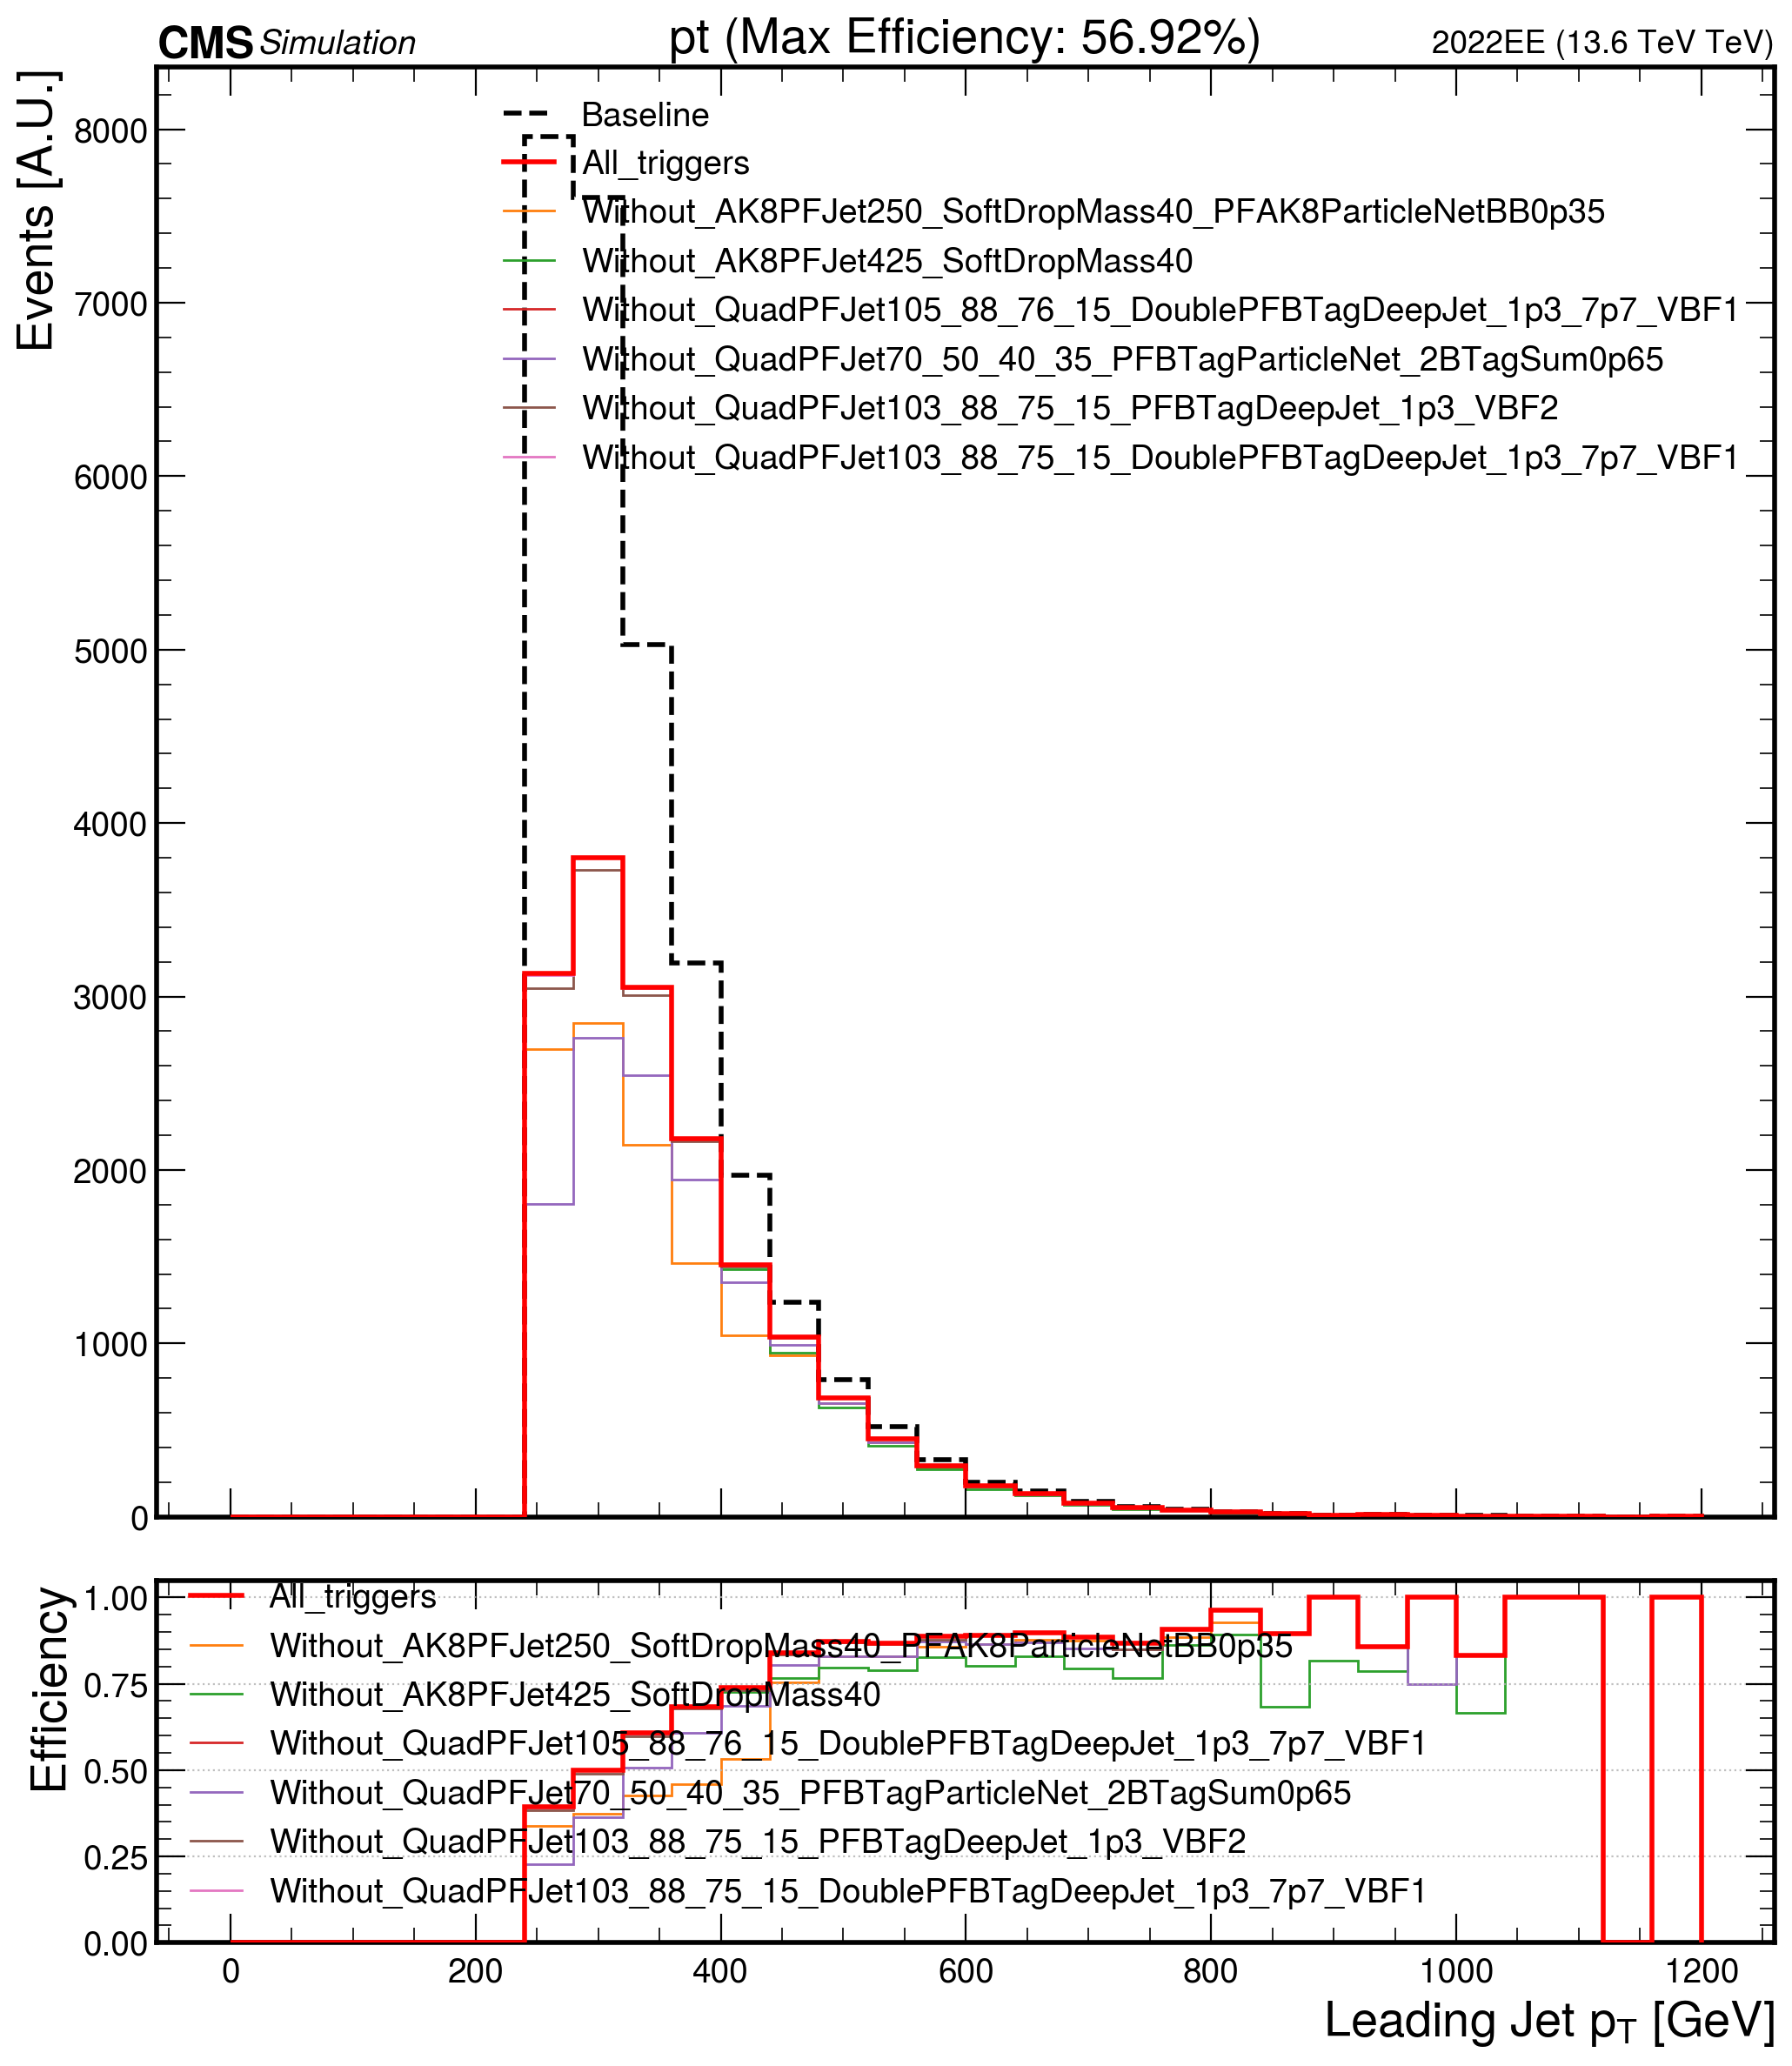 CMS Simulation pt (Max Efficiency: 56.92%) 2022EE (13.6 TeV TeV)
Events [A.U.]
8000
7000
6000
5000
4000
3000
2000
1000
0
Baseline
All_triggers
Without_AK8PFJet250_SoftDropMass40_PFAK8ParticleNetBB0p35
Without_AK8PFJet425_SoftDropMass40
Without_QuadPFJet105_88_76_15_DoublePFBTagDeepJet_1p3_7p7_VBF1
Without_QuadPFJet70_50_40_35_PFBTagParticleNet_2BTagSum0p65
Without_QuadPFJet103_88_75_15_PFBTagDeepJet_1p3_VBF2
Without_QuadPFJet103_88_75_15_DoublePFBTagDeepJet_1p3_7p7_VBF1
Efficiency
1.00
0.75
0.50
0.25
0.00
All_triggers
Without_AK8PFJet250_SoftDropMass40_PFAK8ParticleNetBB0p35
Without_AK8PFJet425_SoftDropMass40
Without_QuadPFJet105_88_76_15_DoublePFBTagDeepJet_1p3_7p7_VBF1
Without_QuadPFJet70_50_40_35_PFBTagParticleNet_2BTagSum0p65
Without_QuadPFJet103_88_75_15_PFBTagDeepJet_1p3_VBF2
Without_QuadPFJet103_88_75_15_DoublePFBTagDeepJet_1p3_7p7_VBF1
0 200 400 600 800 1000 1200
Leading Jet pT [GeV]